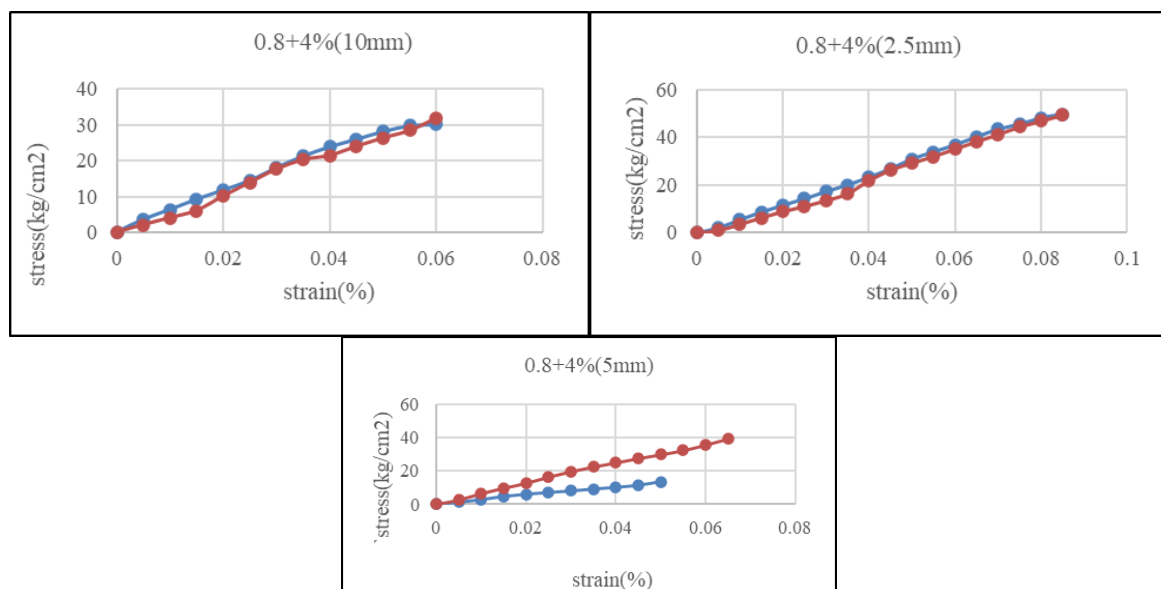 0.8+4%(10mm)
stress(kg/cm2)
40
30
20
10
0
0 0.02 0.04 0.06 0.08
strain(%)
0.8+4%(2.5mm)
stress(kg/cm2)
60
40
20
0
0 0.02 0.04 0.06 0.08 0.1
strain(%)
0.8+4%(5mm)
`stress(kg/cm2)
60
40
20
0
0 0.02 0.04 0.06 0.08
strain(%)